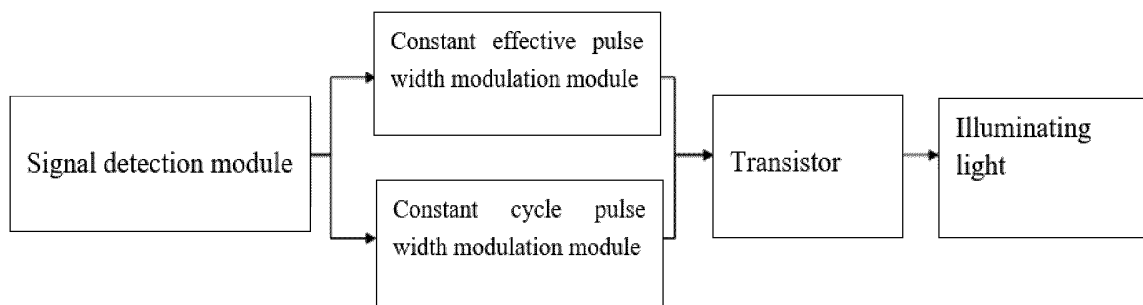 Constant effective pulse
width modulation module
Signal detection module
Constant cycle pulse
width modulation module
Transistor
Illuminating
light